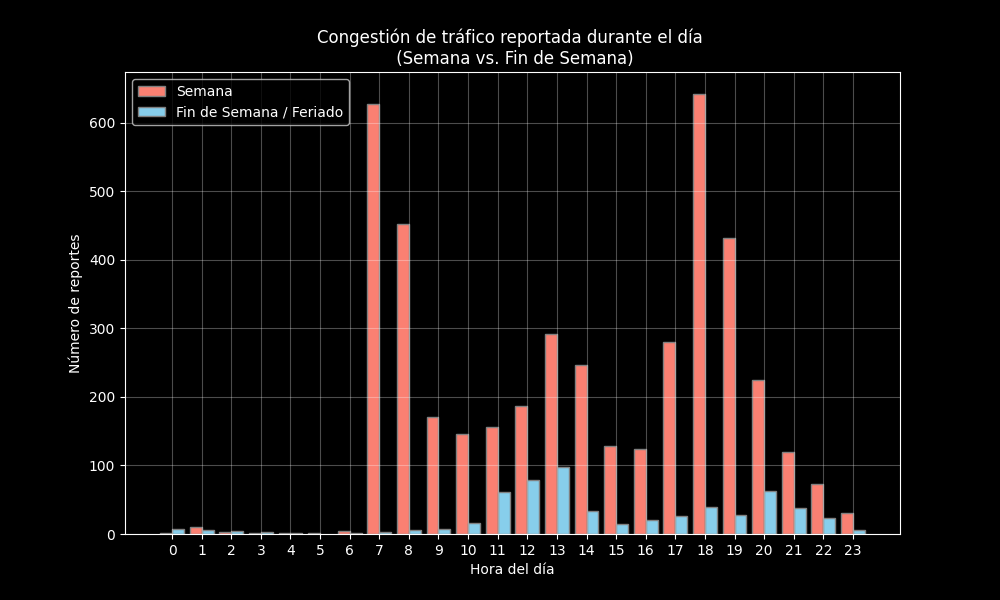 Congestión de tráfico reportada durante el día
(Semana vs. Fin de Semana)
Semana
Fin de Semana / Feriado
Número de reportes
600
500
400
300
200
100
0
0 1 2 3 4 5 6 7 8 9 10 11 12 13 14 15 16 17 18 19 20 21 22 23
Hora del día